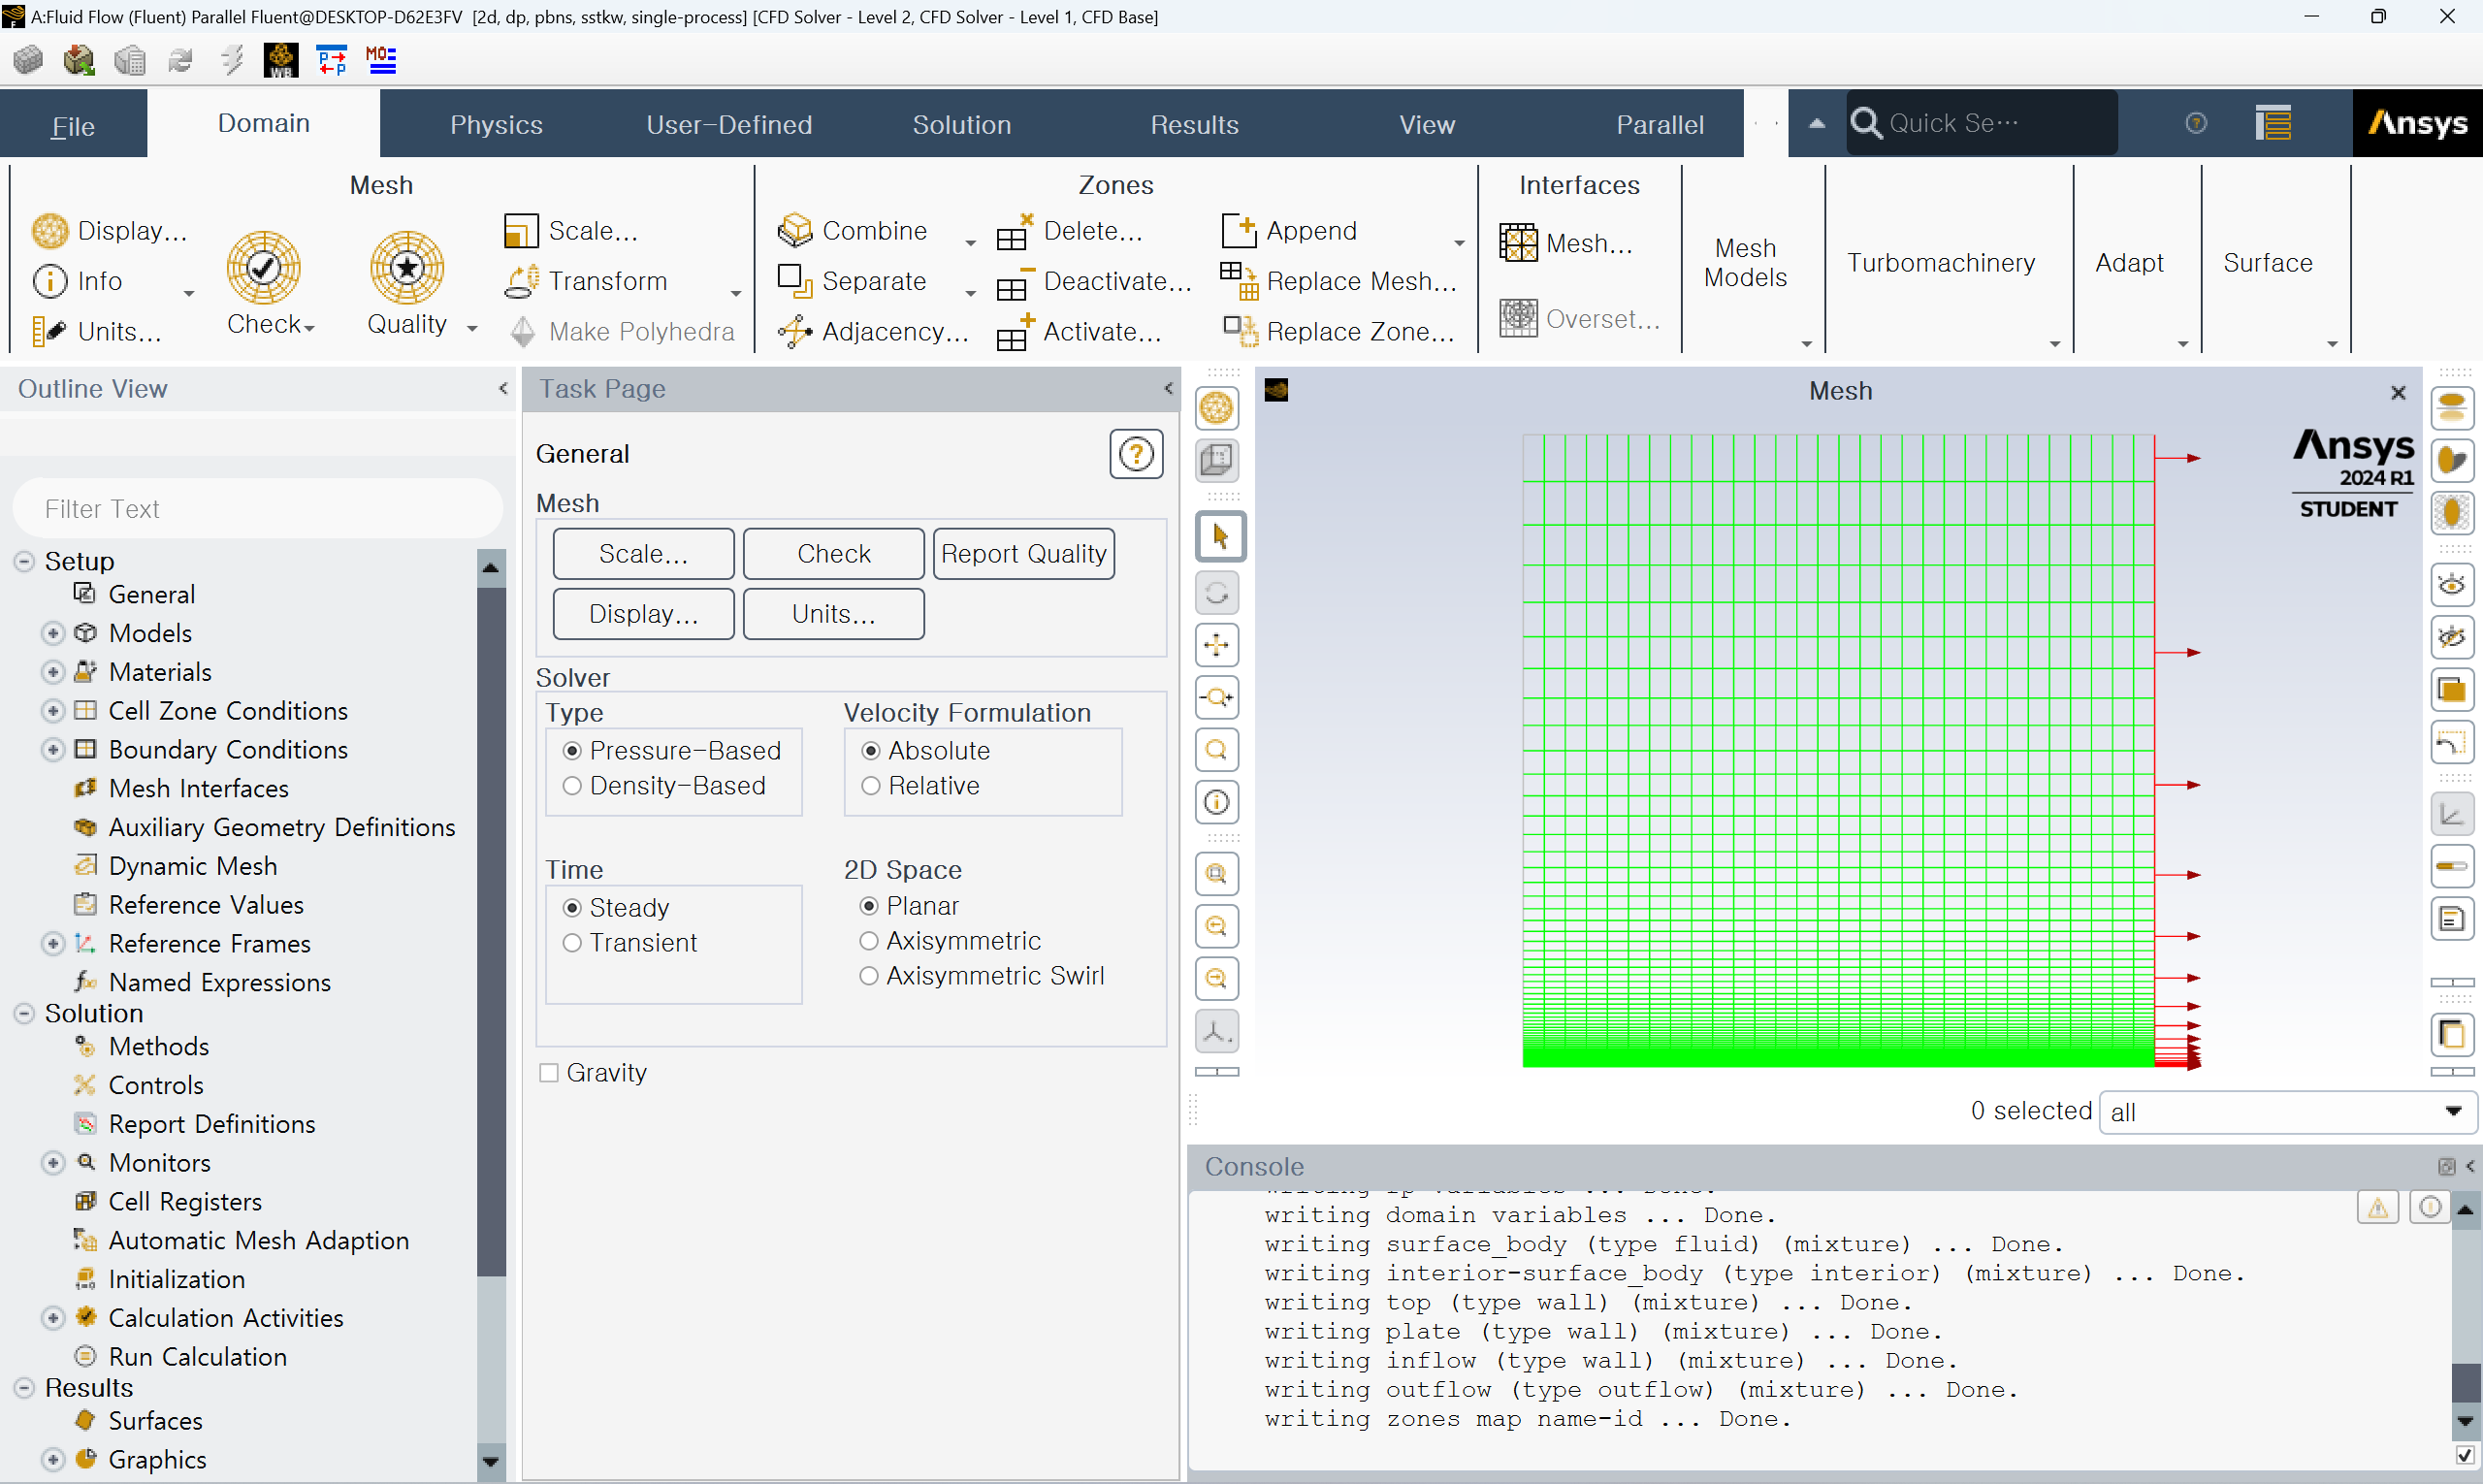 A:Fluid Flow (Fluent) Parallel Fluent@DESKTOP-D62E3FV [2d, dp, pbns, sstkw, single-process] [CFD Solver - Level 2, CFD Solver - Level 1, CFD Base]
WB
P P
MO
File Domain Physics User-Defined Solution Results View Parallel Quick Se··· Ansys
Mesh
Display...
Info
Units...
Check
Quality
Scale...
Transform
Make Polyhedra
Zones
Combine
Separate
Adjacency...
Delete...
Deactivate...
Activate...
Append
Replace Mesh...
Replace Zone...
Interfaces
Mesh...
Overset...
Mesh
Models
Turbomachinery
Adapt
Surface
Outline View
Filter Text
Setup
General
Models
Materials
Cell Zone Conditions
Boundary Conditions
Mesh Interfaces
Auxiliary Geometry Definitions
Dynamic Mesh
Reference Values
Reference Frames
Named Expressions
Solution
Methods
Controls
Report Definitions
Monitors
Cell Registers
Automatic Mesh Adaption
Initialization
Calculation Activities
Run Calculation
Results
Surfaces
Graphics
Task Page
General
Mesh
Scale... Check Report Quality
Display... Units...
Solver
Type
Pressure-Based
Density-Based
Velocity Formulation
Absolute
Relative
Time
Steady
Transient
2D Space
Planar
Axisymmetric
Axisymmetric Swirl
Gravity
Mesh
Ansys
2024 R1
STUDENT
0 selected all
Console
writing domain variables ... Done.
writing surface_body (type fluid) (mixture) ... Done.
writing interior-surface_body (type interior) (mixture) ... Done.
writing top (type wall) (mixture) ... Done.
writing plate (type wall) (mixture) ... Done.
writing inflow (type wall) (mixture) ... Done.
writing outflow (type outflow) (mixture) ... Done.
writing zones map name-id ... Done.